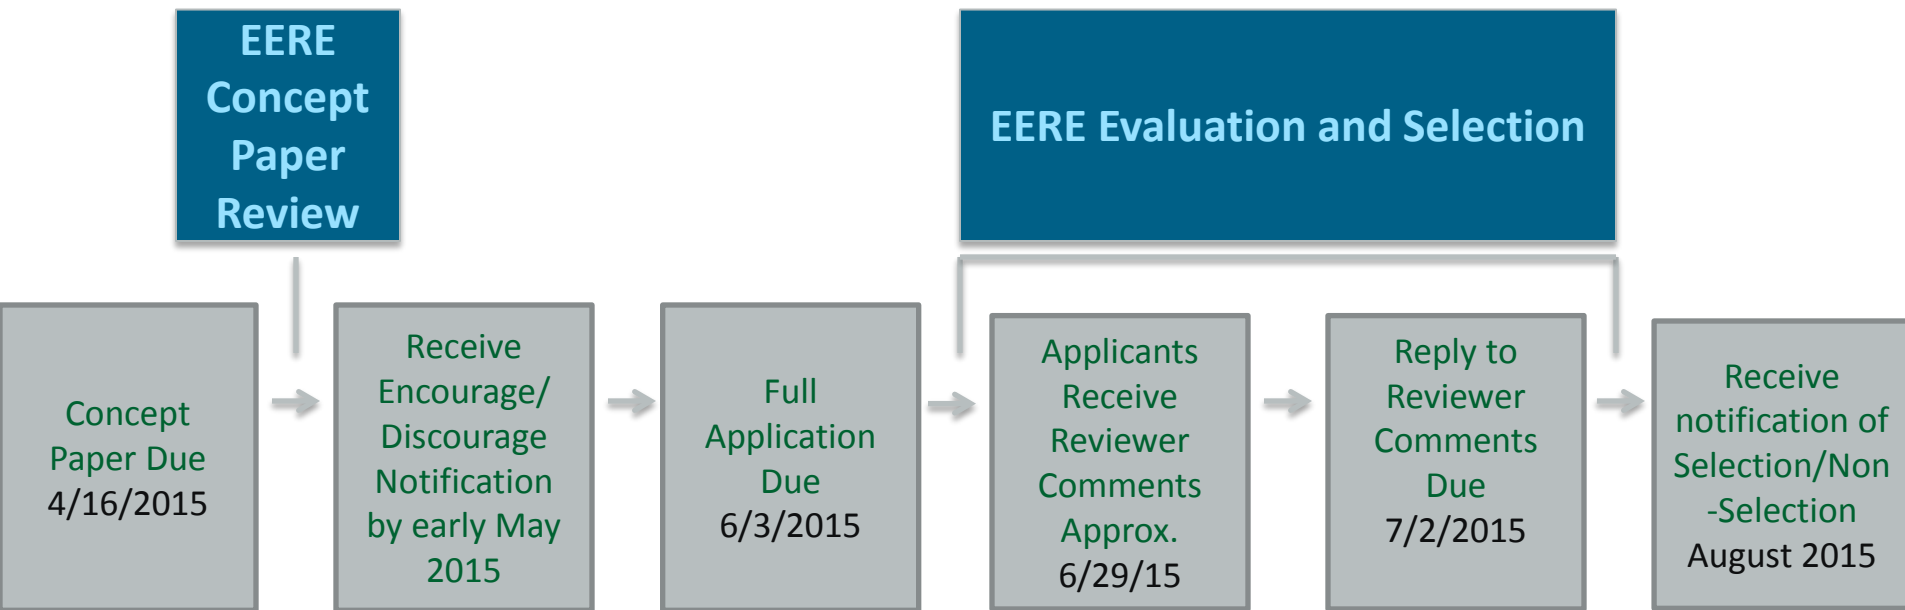 EERE
Concept
Paper
Review
EERE Evaluation and Selection
Concept
Paper Due
4/16/2015
Receive
Encourage/
Discourage
Notification
by early May
2015
Full
Application
Due
6/3/2015
Applicants
Receive
Reviewer
Comments
Approx.
6/29/15
Reply to
Reviewer
Comments
Due
7/2/2015
Receive
notification of
Selection/Non
-Selection
August 2015